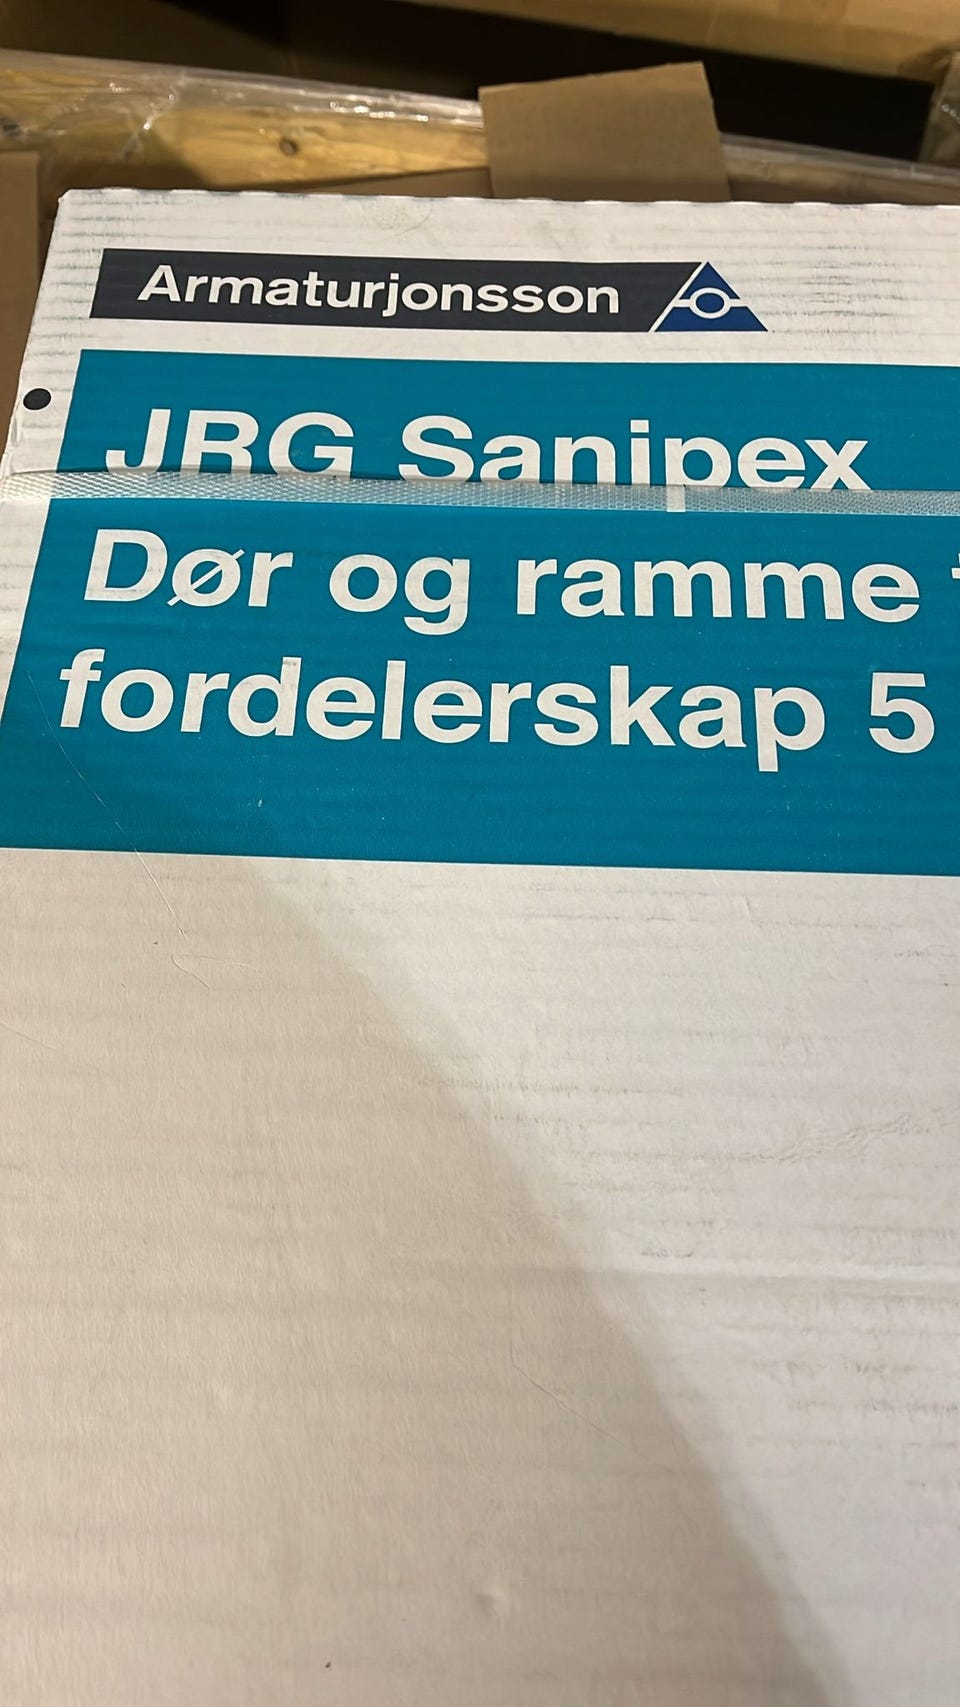 Armaturjonsson
JRG Sanipex
Dør og ramme
fordelerskap 5